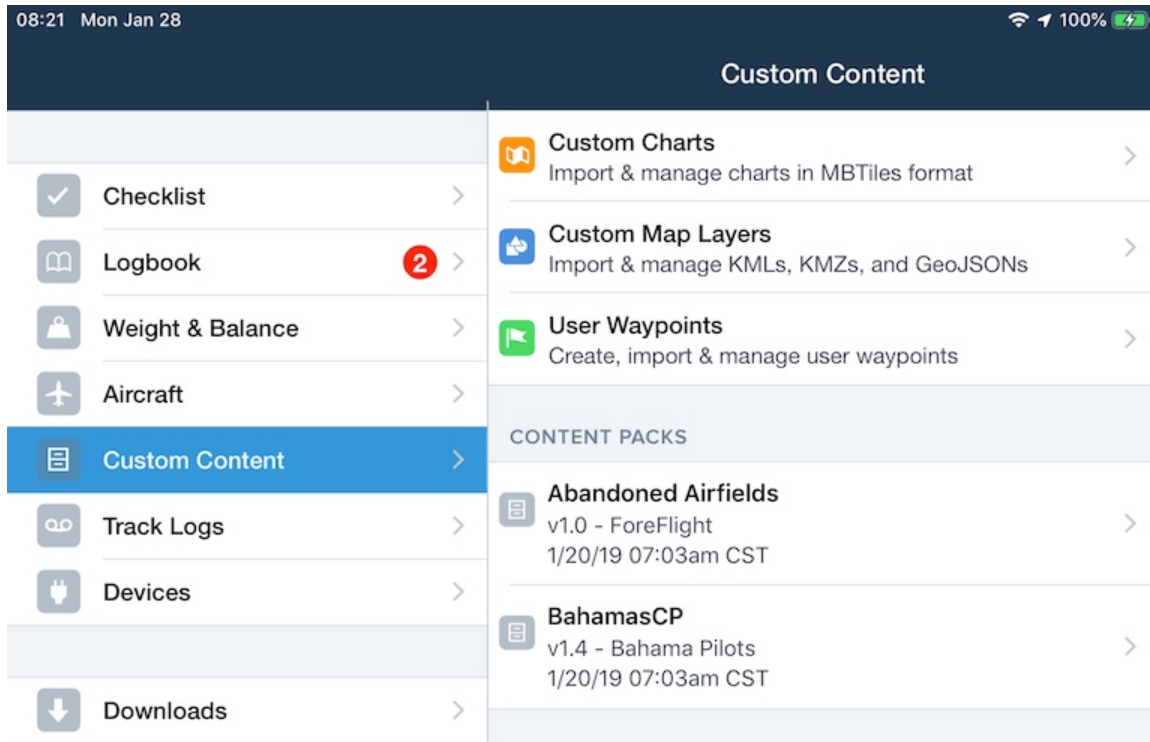 08:21 Mon Jan 28
100%
Custom Content
Checklist
Logbook
2
Weight & Balance
Aircraft
Custom Content
Track Logs
Devices
Downloads
Custom Charts
Import & manage charts in MBTiles format
Custom Map Layers
Import & manage KMLs, KMZs, and GeoJSONs
User Waypoints
Create, import & manage user waypoints
CONTENT PACKS
Abandoned Airfields
v1.0 - ForeFlight
1/20/19 07:03am CST
BahamasCP
v1.4 - Bahama Pilots
1/20/19 07:03am CST